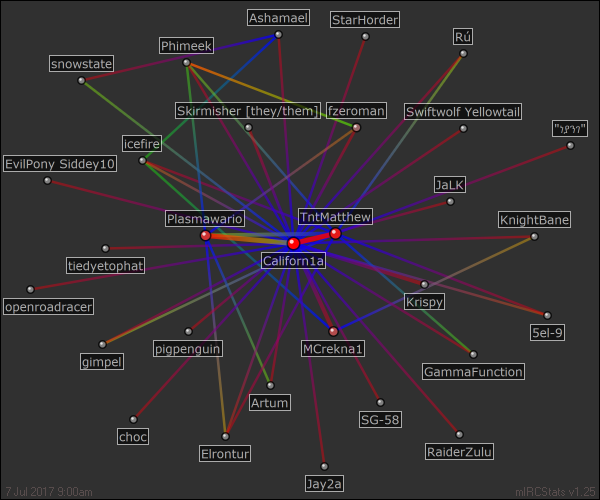 Ashamael
StarHorder
Phimeek
Rú
snowstate
Skirmisher [they/them]
fzeroman
Swiftwolf Yellowtail
icefire
EvilPony Siddey10
JaLK
Plasmawario
TntMatthew
KnightBane
Californ1a
tiedyetophat
openroadracer
Krispy
5el-9
pigpenguin
MCrekna1
gimpel
GammaFunction
Artum
SG-58
choc
Elrontur
RaiderZulu
Jay2a
7 Jul 2017 9:00am
mIRCStats v1.25